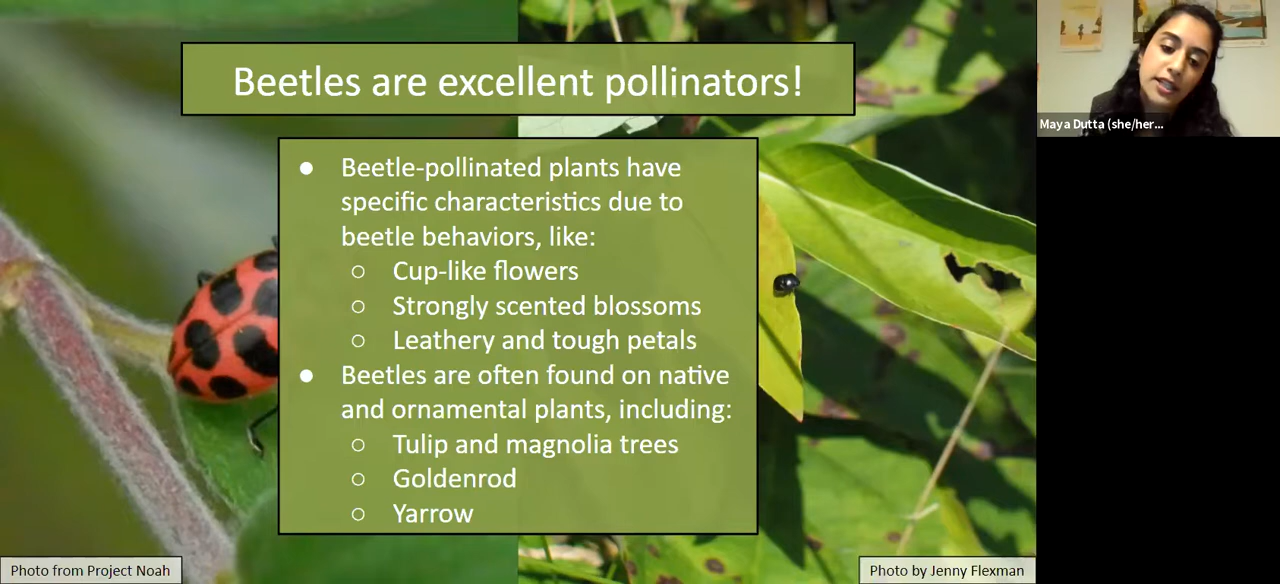 Beetles are excellent pollinators!
Maya Dutta (she/her...
● Beetle-pollinated plants have
specific characteristics due to
beetle behaviors, like:
○ Cup-like flowers
○ Strongly scented blossoms
○ Leathery and tough petals
● Beetles are often found on native
and ornamental plants, including:
○ Tulip and magnolia trees
○ Goldenrod
○ Yarrow
Photo from Project Noah
Photo by Jenny Flexman